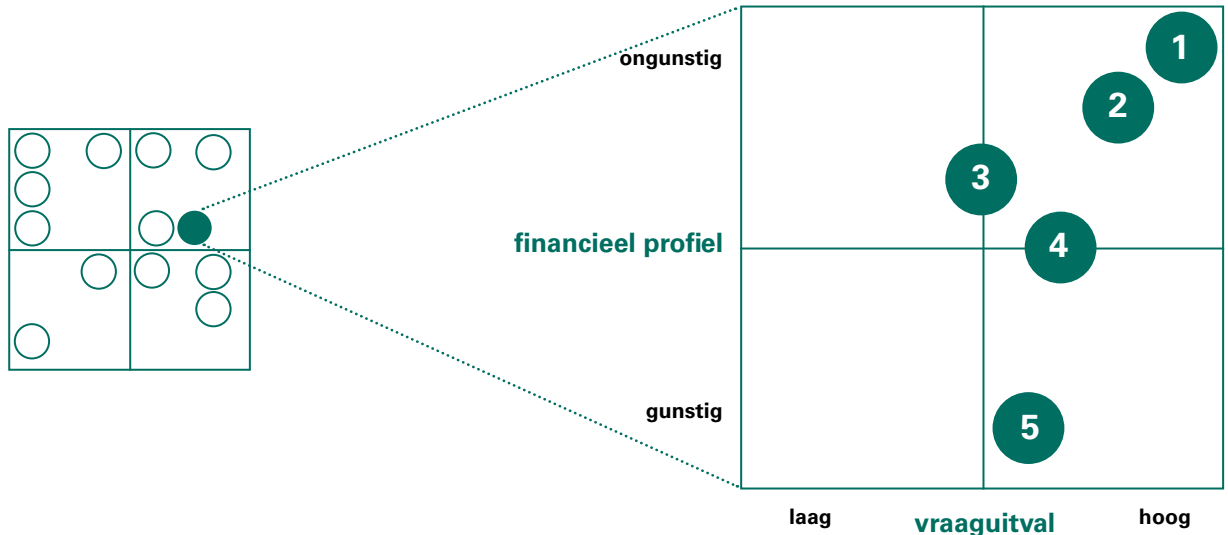 1
ongunstig
2
3
financieel profiel
4
gunstig
5
laag
vraaguitval
hoog